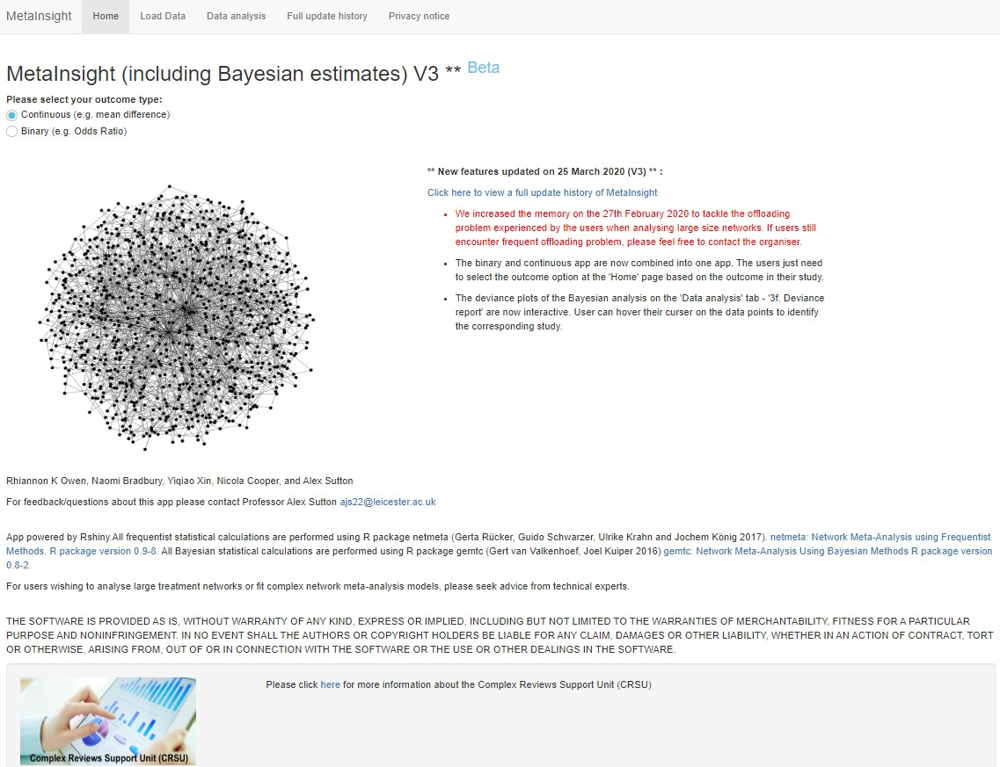 MetaInsight Home Load Data Data analysis Full update history Privacy notice
MetaInsight (including Bayesian estimates) V3 ** Beta
Please select your outcome type:
Continuous (e.g. mean difference)
Binary (e.g. Odds Ratio)
** New features updated on 25 March 2020 (V3) ** :
Click here to view a full update history of MetaInsight
• We increased the memory on the 27th February 2020 to tackle the offloading
problem experienced by the users when analysing large size networks. If users still
encounter frequent offloading problem, please feel free to contact the organiser.
• The binary and continuous app are now combined into one app. The users just need
to select the outcome option at the 'Home' page based on the outcome in their study.
• The deviance plots of the Bayesian analysis on the 'Data analysis' tab - '3f. Deviance
report' are now interactive. User can hover their curser on the data points to identify
the corresponding study.
Rhiannon K Owen, Naomi Bradbury, Yiqiao Xin, Nicola Cooper, and Alex Sutton
For feedback/questions about this app please contact Professor Alex Sutton ajs22@leicester.ac.uk
App powered by Rshiny.All frequentist statistical calculations are performed using R package netmeta (Gerta Rücker, Guido Schwarzer, Ulrike Krahn and Jochem König 2017). netmeta: Network Meta-Analysis using Frequentist
Methods. R package version 0.9-8. All Bayesian statistical calculations are performed using R package gemtc (Gert van Valkenhoef, Joel Kuiper 2016) gemtc: Network Meta-Analysis Using Bayesian Methods R package version
0.8-2.
For users wishing to analyse large treatment networks or fit complex network meta-analysis models, please seek advice from technical experts.
THE SOFTWARE IS PROVIDED AS IS, WITHOUT WARRANTY OF ANY KIND, EXPRESS OR IMPLIED, INCLUDING BUT NOT LIMITED TO THE WARRANTIES OF MERCHANTABILITY, FITNESS FOR A PARTICULAR
PURPOSE AND NONINFRINGEMENT. IN NO EVENT SHALL THE AUTHORS OR COPYRIGHT HOLDERS BE LIABLE FOR ANY CLAIM, DAMAGES OR OTHER LIABILITY, WHETHER IN AN ACTION OF CONTRACT, TORT
OR OTHERWISE, ARISING FROM, OUT OF OR IN CONNECTION WITH THE SOFTWARE OR THE USE OR OTHER DEALINGS IN THE SOFTWARE.
Please click here for more information about the Complex Reviews Support Unit (CRSU)
Complex Reviews Support Unit (CRSU)